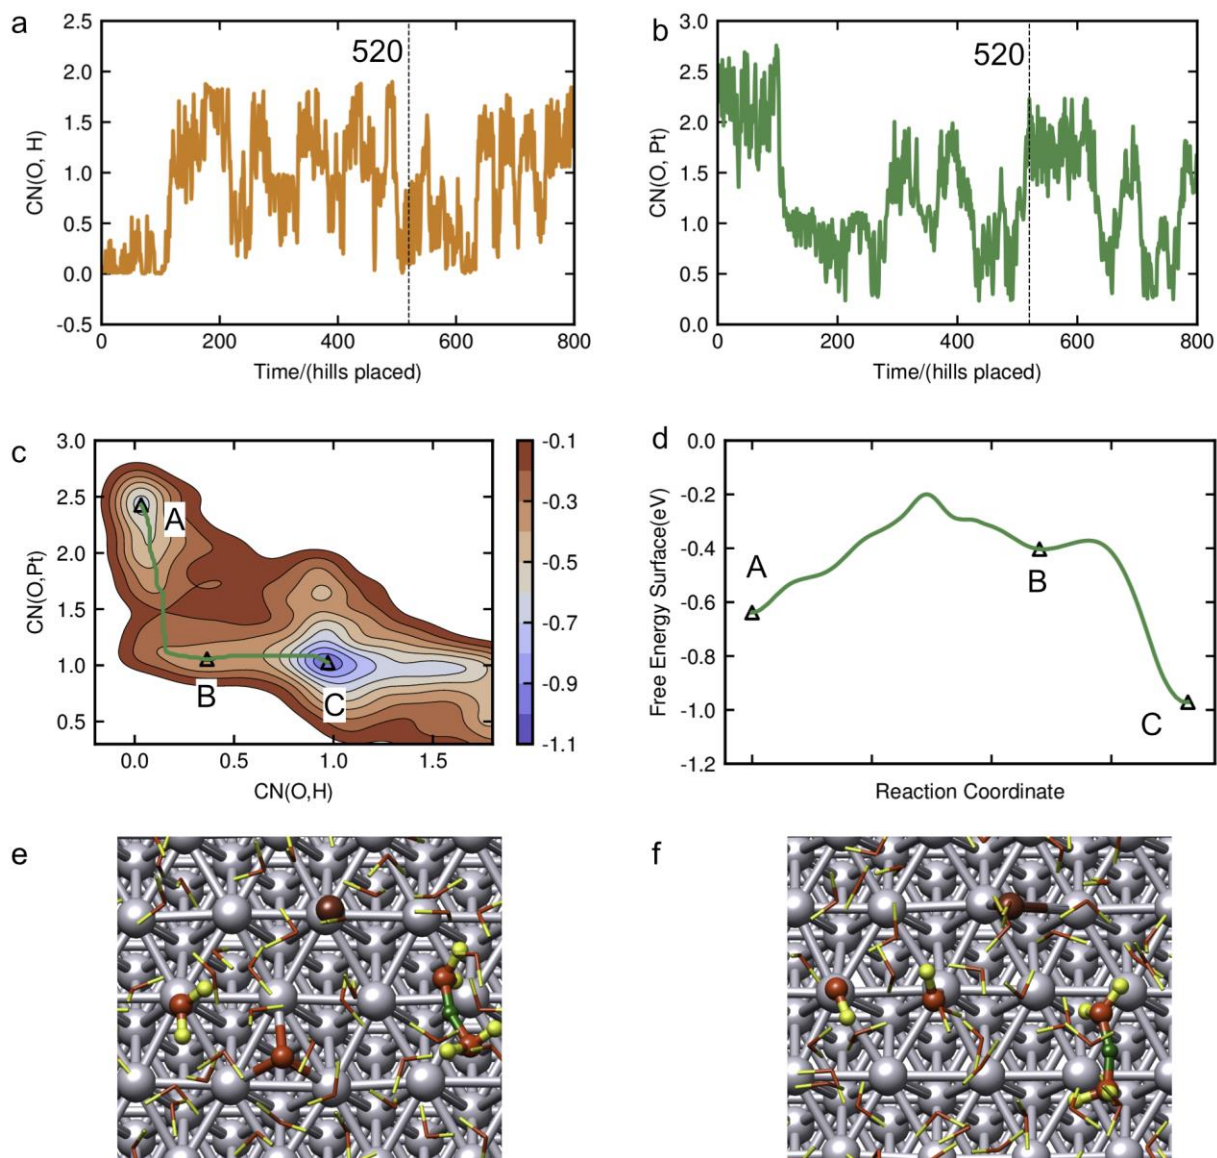 a
2.5
2.0
1.5
1.0
0.5
0.0
-0.5
CN(O, H)
520
0 200 400 600 800
Time/(hills placed)
b
3.0
2.5
2.0
1.5
1.0
0.5
0.0
CN(O, Pt)
520
0 200 400 600 800
Time/(hills placed)
c
3.0
2.5
2.0
1.5
1.0
0.5
CN(O,Pt)
A
B
C
0.0 0.5 1.0 1.5
CN(O,H)
-0.1
-0.3
-0.5
-0.7
-0.9
-1.1
d
0.0
-0.2
-0.4
-0.6
-0.8
-1.0
-1.2
Free Energy Surface(eV)
A
B
C
Reaction Coordinate
e
f